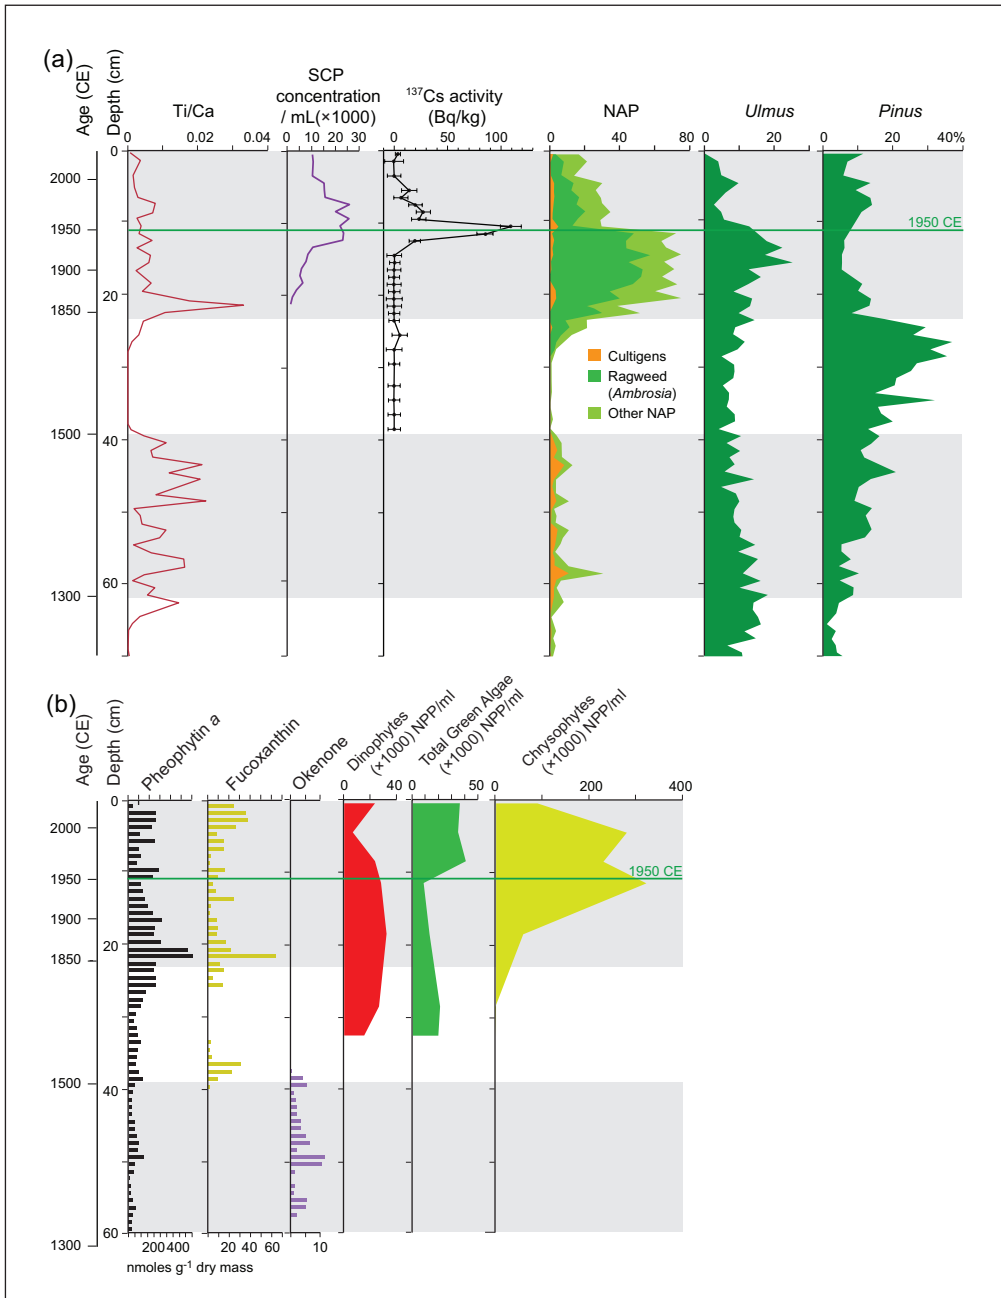 (a)
Age (CE)
Depth (cm)
Ti/Ca
SCP
concentration
/ mL(×1000)
¹³⁷Cs activity
(Bq/kg)
NAP
Ulmus
Pinus
0 0.02 0.04
0 10 20 30
0 50 100
0 40 80
0 20
0 20 40%
0
20
40
60
2000
1950
1900
1850
1500
1300
1950 CE
Cultigens
Ragweed
(Ambrosia)
Other NAP
(b)
Age (CE)
Depth (cm)
Pheophytin a
Fucoxanthin
Okenone
Dinophytes
(×1000) NPP/ml
Total Green Algae
(×1000) NPP/ml
Chrysophytes
(×1000) NPP/ml
0 40
0 50
0 200 400
0
20
40
60
2000
1950
1900
1850
1500
1300
1950 CE
200 400
20 40 60
10
nmoles g⁻¹ dry mass